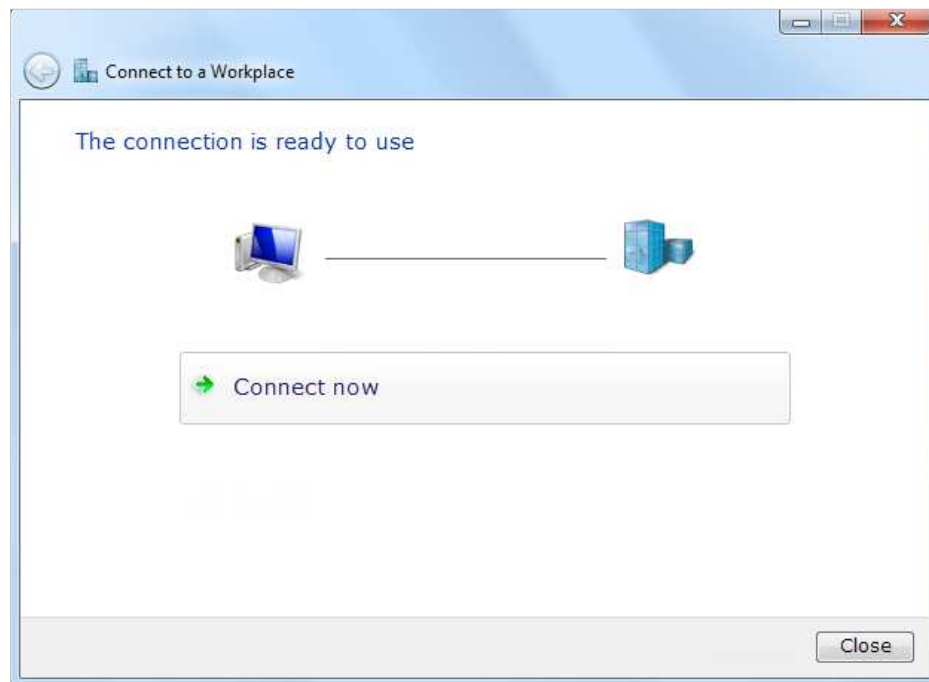 Connect to a Workplace
The connection is ready to use
Connect now
Close